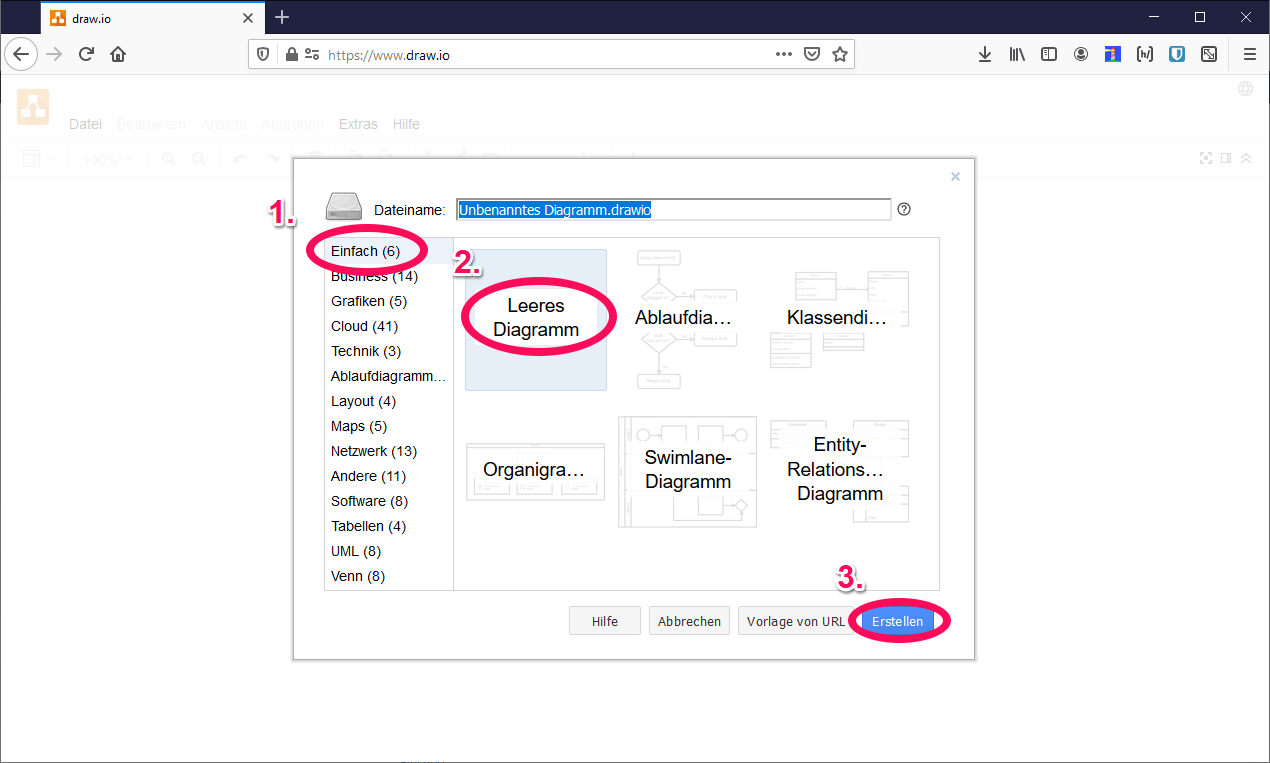 draw.io
https://www.draw.io
Datei Bearbeiten Ansicht Anordnen Extras Hilfe
100%
1.
Dateiname: Unbenanntes Diagramm.drawio
Einfach (6)
Business (14)
Grafiken (5)
Cloud (41)
Technik (3)
Ablaufdiagramm...
Layout (4)
Maps (5)
Netzwerk (13)
Andere (11)
Software (8)
Tabellen (4)
UML (8)
Venn (8)
2.
Leeres
Diagramm
Ablaufdia...
Klassendi...
Organigra...
Swimlane-
Diagramm
Entity-
Relations...
Diagramm
3.
Hilfe
Abbrechen
Vorlage von URL
Erstellen